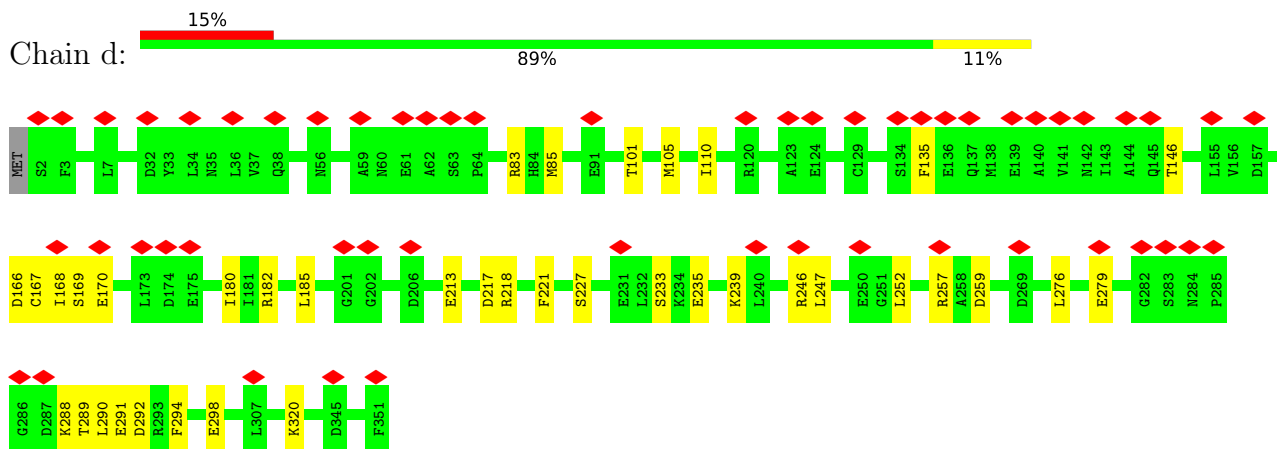 15%
Chain d:
89% 11%
MET S2 F3 L7 D32 Y33 L34 N35 L36 V37 Q38 N56 A59 N60 E61 A62 S63 P64 R83 H84 M85 E91 T101 M105 I110 R120 A123 E124 C129 S134 F135 E136 Q137 M138 E139 A140 V141 N142 I143 A144 Q145 T146 L155 V156 D157
D166 C167 I168 S169 E170 L173 D174 E175 I180 I181 R182 L185 G201 G202 D206 E213 D217 R218 F221 S227 E231 L232 S233 K234 E235 K239 L240 R246 L247 E250 G251 L252 R257 A258 D259 D269 L276 E279 G282 S283 N284 P285
G286 D287 K288 T289 L290 E291 D292 R293 F294 E298 L307 K320 D345 F351